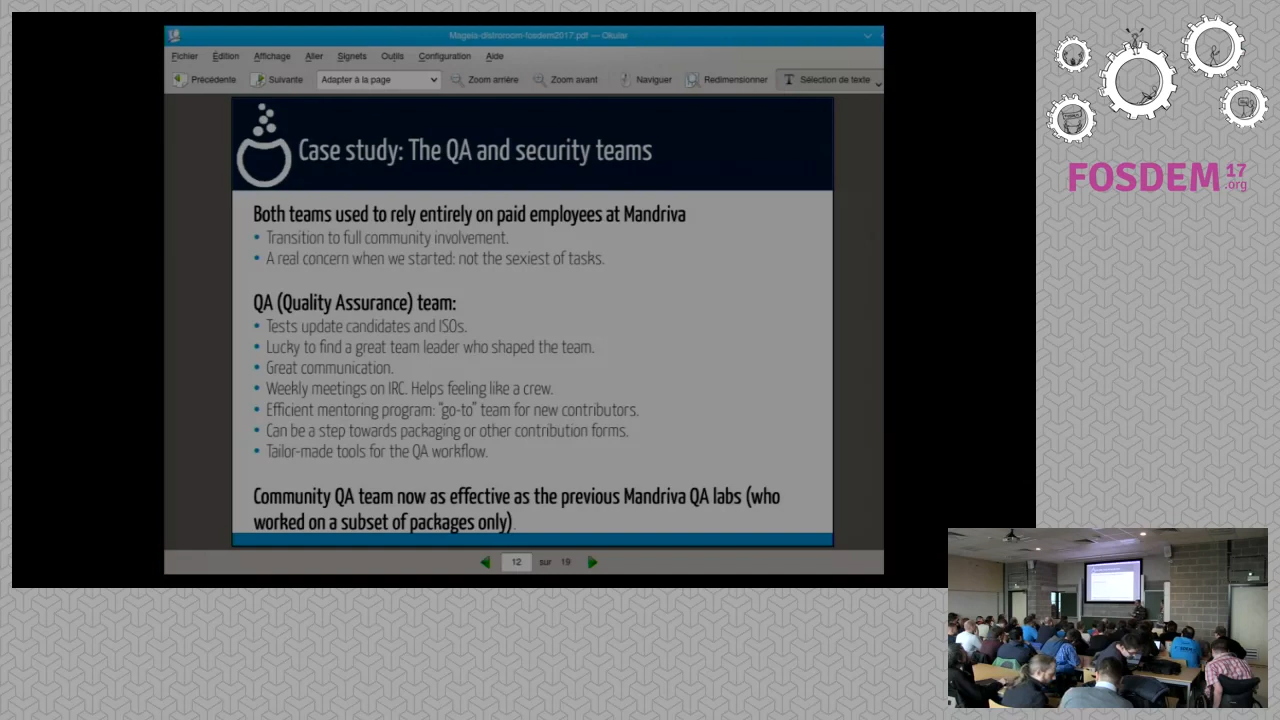 Mageia-distroroom-fosdem2017.pdf — Okular
Fichier Édition Affichage Aller Signets Outils Configuration Aide
Précédente Suivante Adapter à la page Zoom arrière Zoom avant Naviguer Redimensionner Sélection de texte
Case study: The QA and security teams
Both teams used to rely entirely on paid employees at Mandriva
• Transition to full community involvement.
• A real concern when we started: not the sexiest of tasks.
QA (Quality Assurance) team:
• Tests update candidates and ISOs.
• Lucky to find a great team leader who shaped the team.
• Great communication.
• Weekly meetings on IRC. Helps feeling like a crew.
• Efficient mentoring program: “go-to” team for new contributors.
• Can be a step towards packaging or other contribution forms.
• Tailor-made tools for the QA workflow.
Community QA team now as effective as the previous Mandriva QA labs (who
worked on a subset of packages only)
12 sur 19
FOSDEM 17
.org